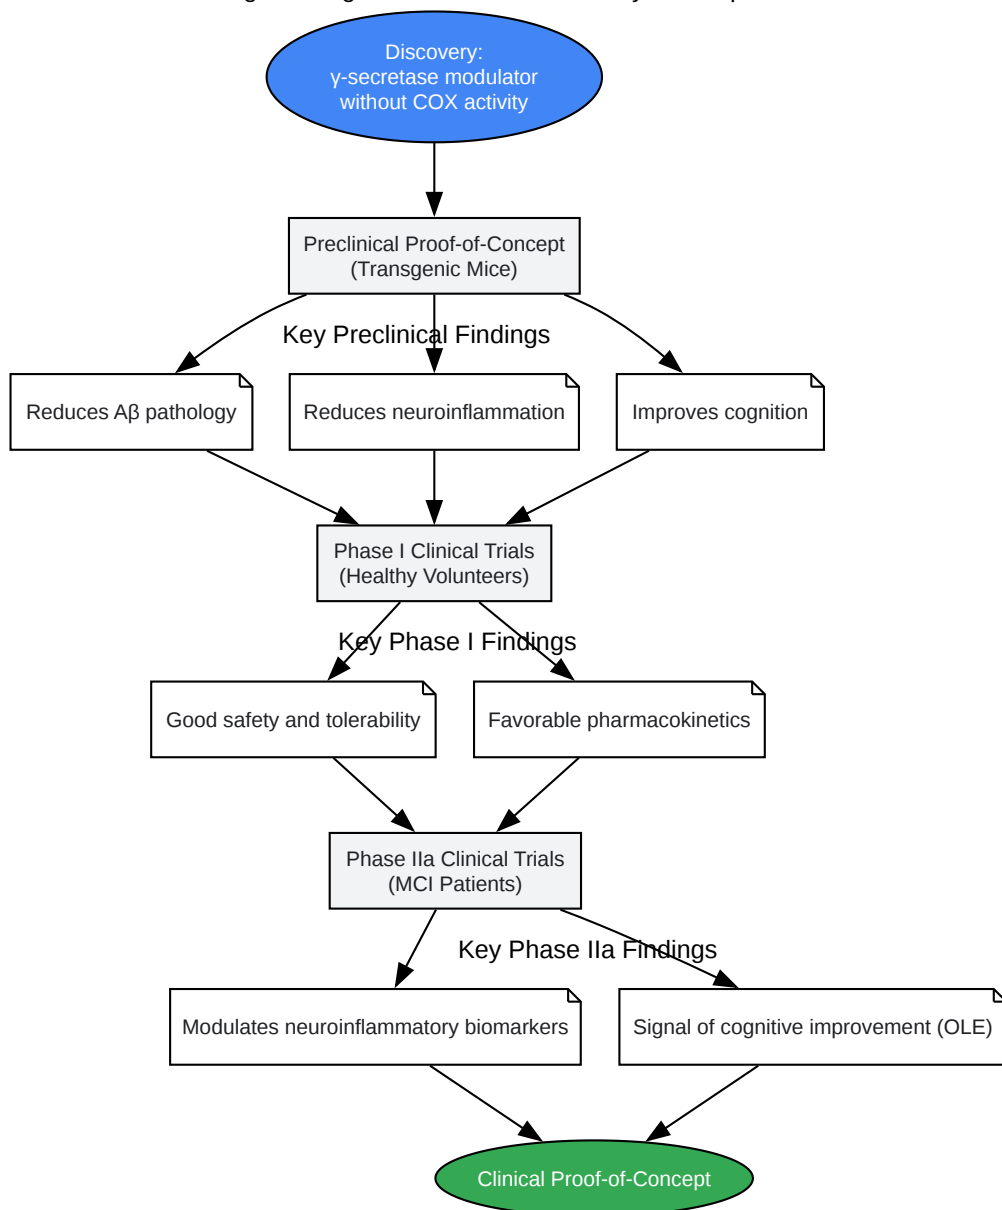 Discovery:
γ-secretase modulator
without COX activity
Preclinical Proof-of-Concept
(Transgenic Mice)
Key Preclinical Findings
Reduces Aβ pathology
Reduces neuroinflammation
Improves cognition
Phase I Clinical Trials
(Healthy Volunteers)
Key Phase I Findings
Good safety and tolerability
Favorable pharmacokinetics
Phase IIa Clinical Trials
(MCI Patients)
Key Phase IIa Findings
Modulates neuroinflammatory biomarkers
Signal of cognitive improvement (OLE)
Clinical Proof-of-Concept